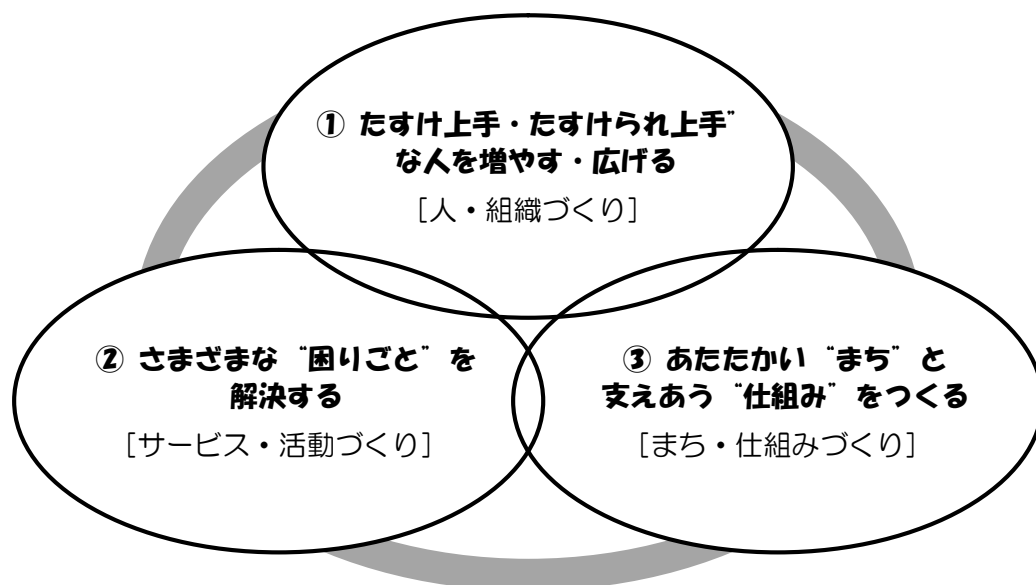 ① たすけ上手・たすけられ上手”
な人を増やす・広げる
［人・組織づくり］
② さまざまな“困りごと”を
解決する
［サービス・活動づくり］
③ あたたかい“まち”と
支えあう“仕組み”をつくる
［まち・仕組みづくり］